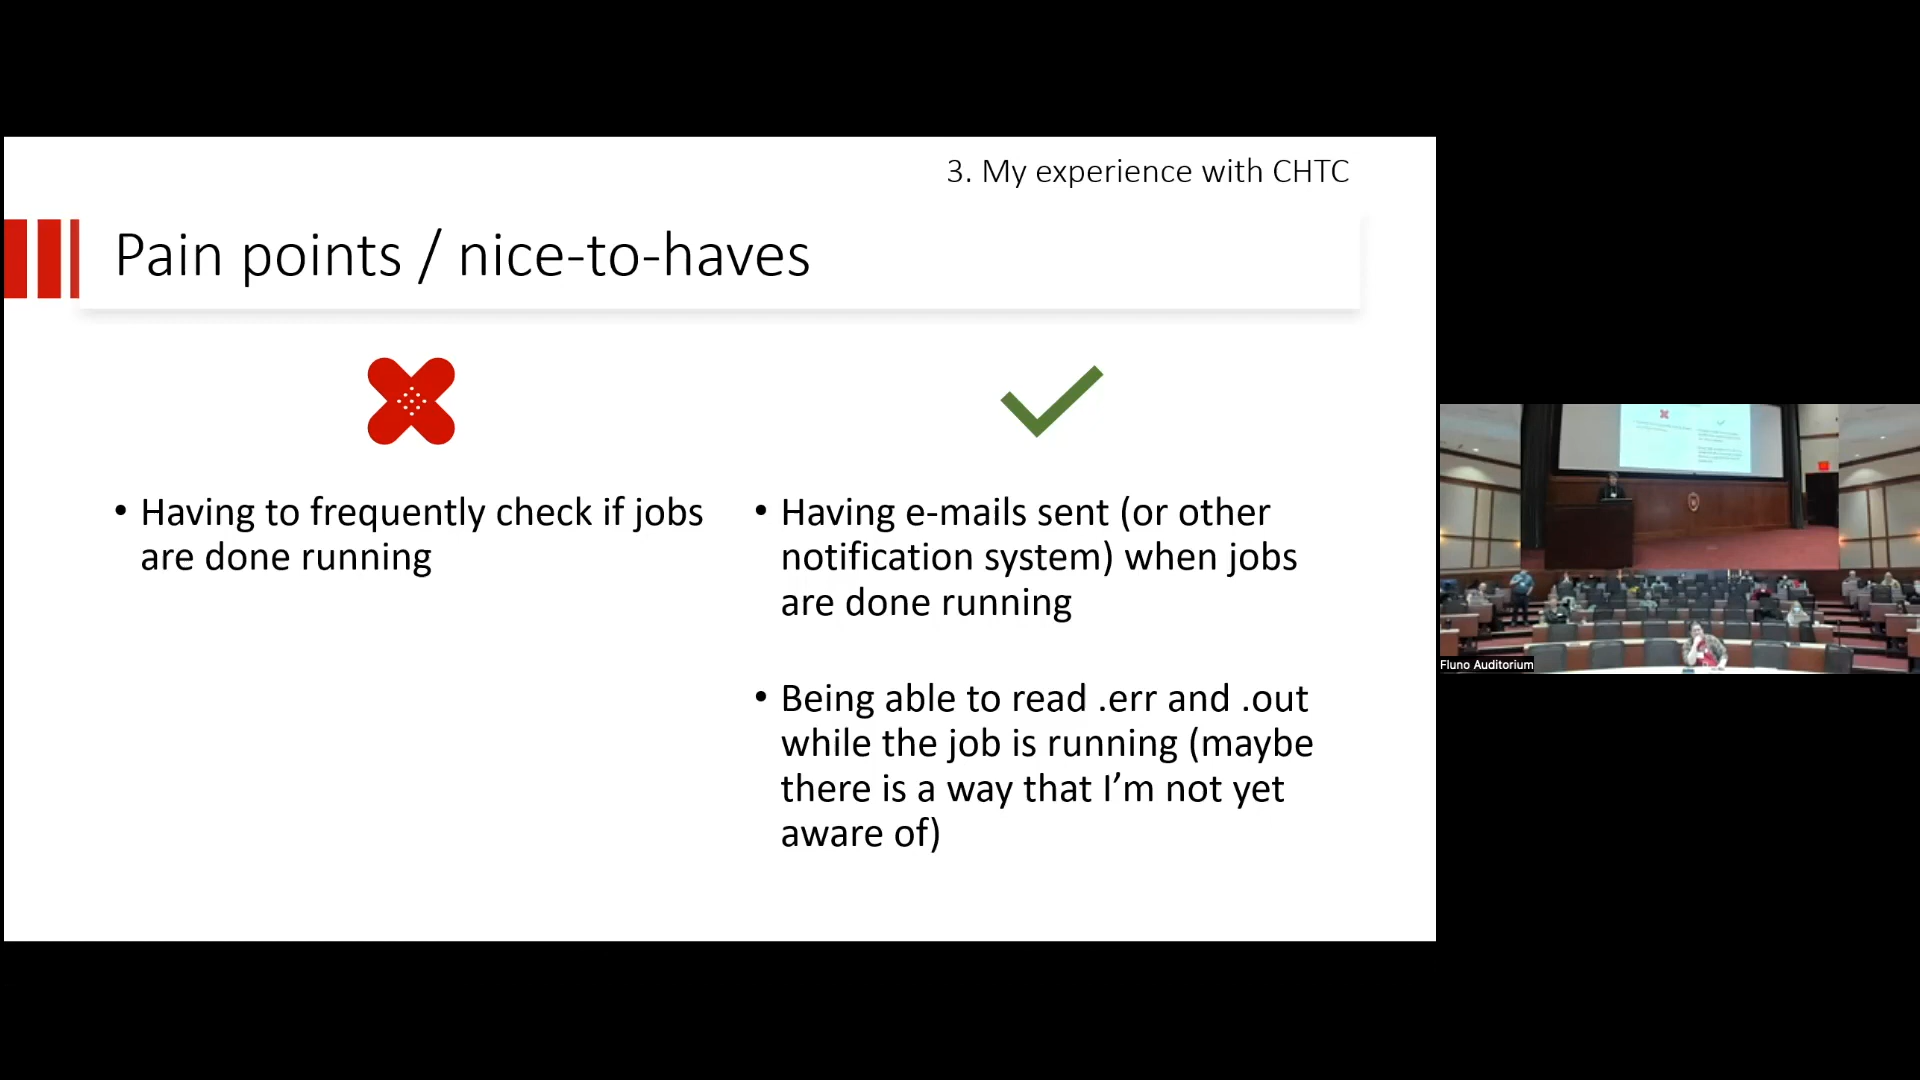 3. My experience with CHTC
Pain points / nice-to-haves
• Having to frequently check if jobs
are done running
• Having e-mails sent (or other
notification system) when jobs
are done running
• Being able to read .err and .out
while the job is running (maybe
there is a way that I’m not yet
aware of)
Fluno Auditorium